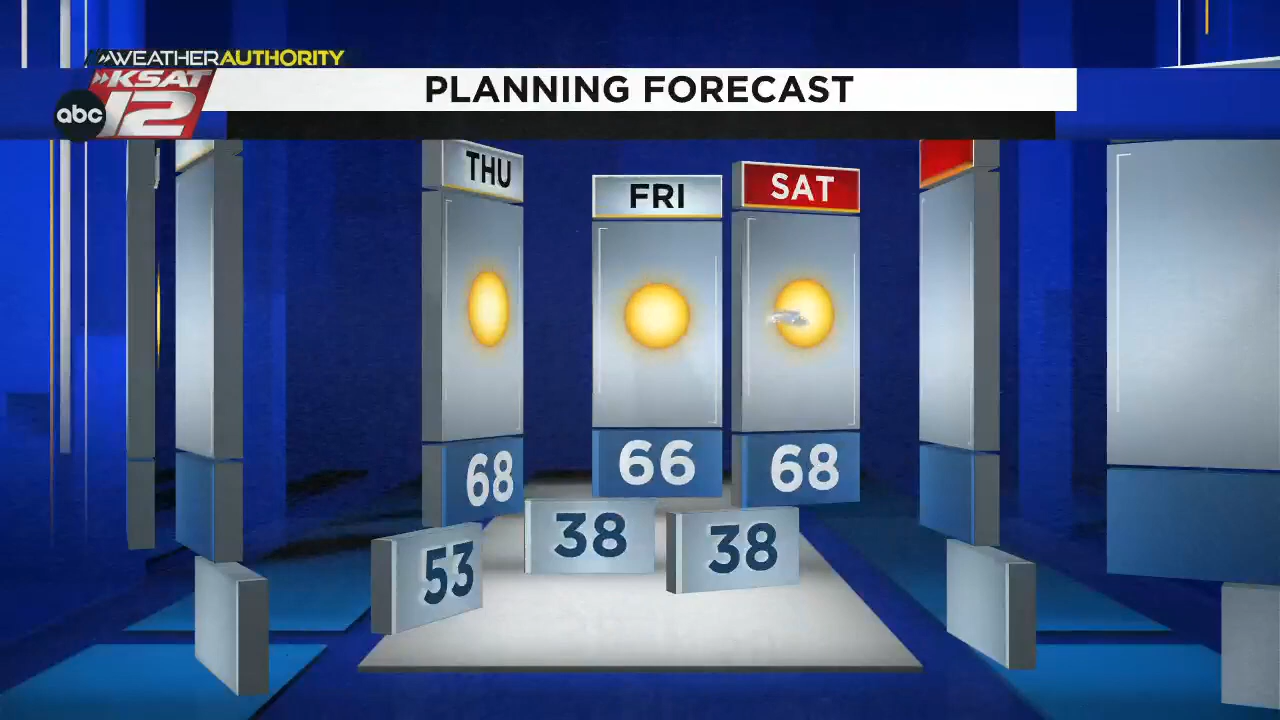 WEATHERAUTHORITY
KSAT
abc 12
PLANNING FORECAST
THU
FRI
SAT
68
66
68
53
38
38